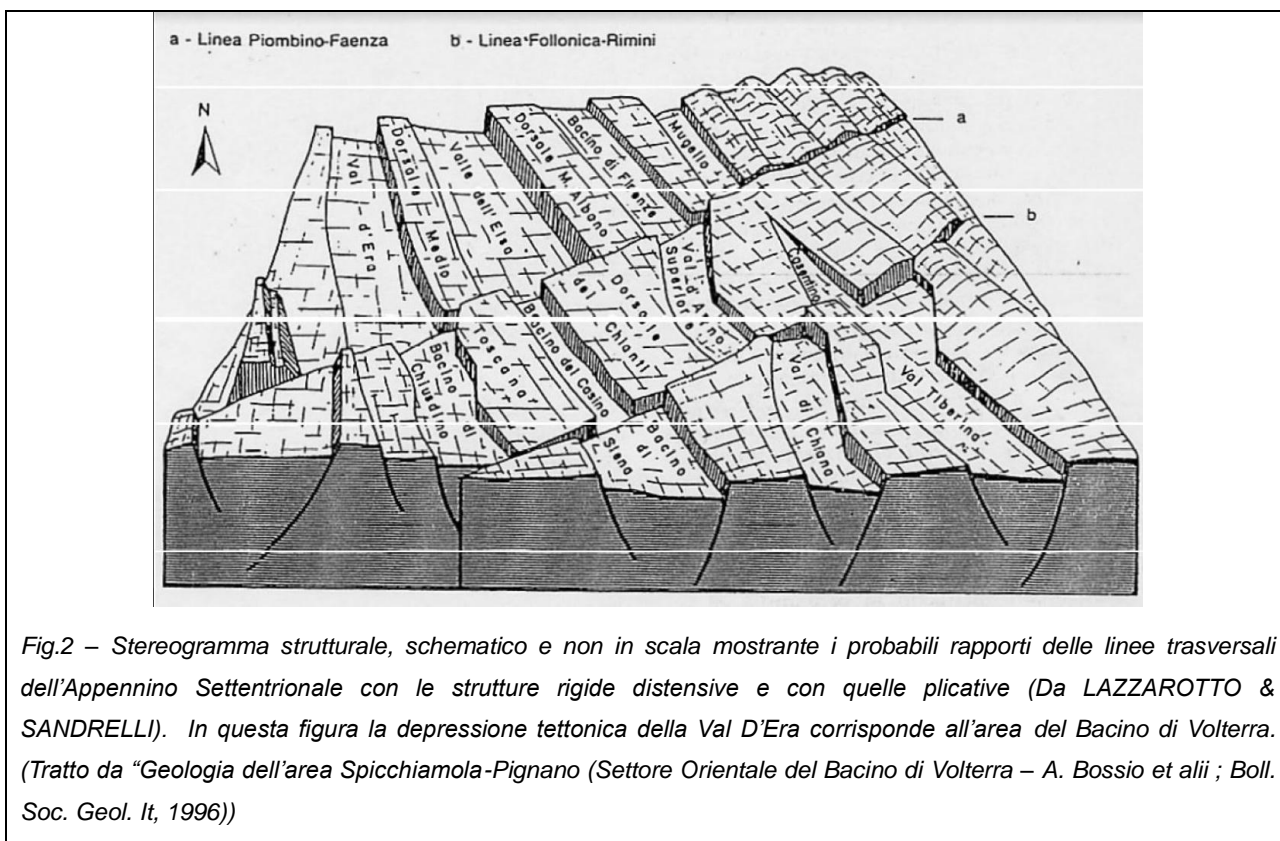 a - Linea Piombino-Faenza
b - Linea Follonica-Rimini
N
a
b
Val d'Era
Dorsale Medio
Valle dell'Elsa
Dorsale M. Albano
Bacino di Firenze
Mugello
Toscana
Bacino di Chiusdino
Bacino del Casino
Dorsale del Chianti
Val d'Arno Superiore
Casentino
Bacino di Siena
Val di Chiana
Val Tiberina
Fig.2 – Stereogramma strutturale, schematico e non in scala mostrante i probabili rapporti delle linee trasversali
dell'Appennino Settentrionale con le strutture rigide distensive e con quelle plicative (Da LAZZAROTTO &
SANDRELLI). In questa figura la depressione tettonica della Val D'Era corrisponde all'area del Bacino di Volterra.
(Tratto da “Geologia dell'area Spicchiamola-Pignano (Settore Orientale del Bacino di Volterra – A. Bossio et alii ; Boll.
Soc. Geol. It, 1996))